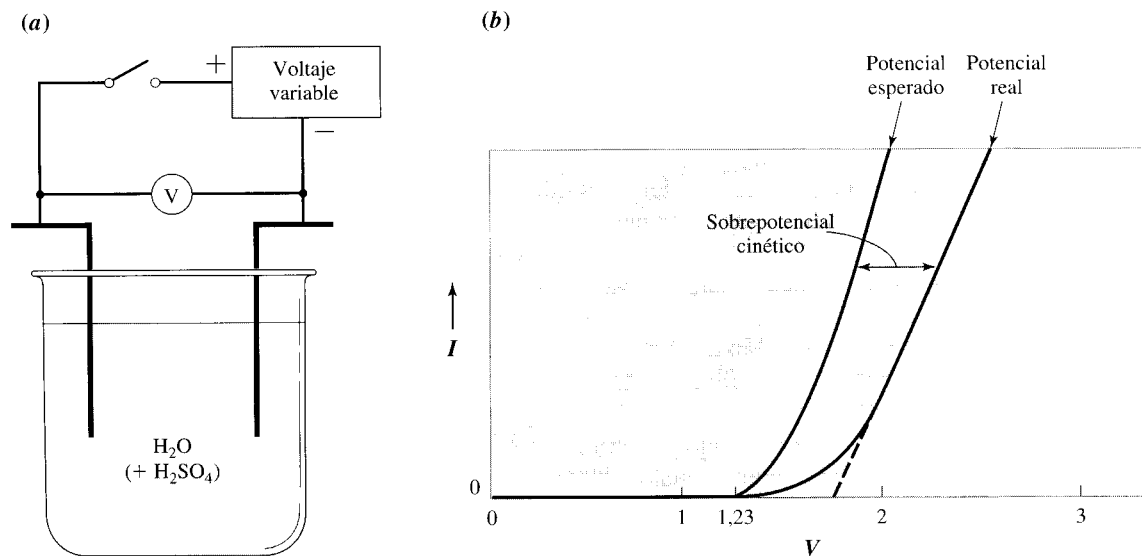 (a)
+
Voltaje
variable
−
V
H₂O
(+ H₂SO₄)
(b)
Potencial
esperado
Potencial
real
Sobrepotencial
cinético
I
0
0
1
1,23
2
3
V